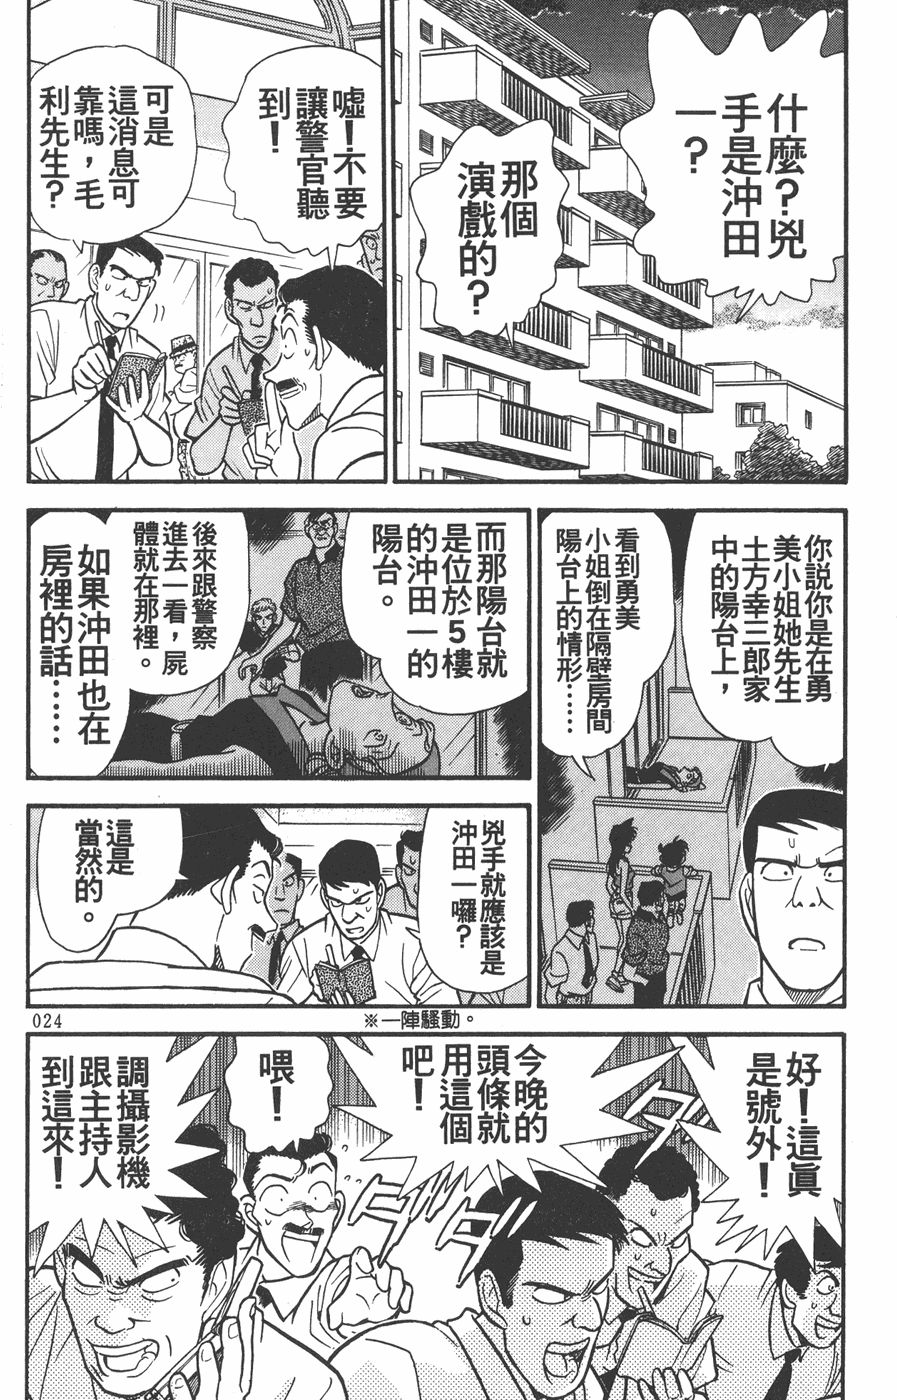 什麼？兇
手是沖田
一？
那個
演戲的？
噓！不要
讓警官聽
到！
可是
這消息可
靠嗎，毛
利先生？
你說你是在勇
美小姐她先生
土方幸三郎家
中的陽台上，
看到勇美
小姐倒在隔壁房間
陽台上的情形……
而那陽台就
是位於5樓
的沖田一的
陽台。
後來跟警察
進去一看，屍
體就在那裡。
如果沖田也在
房裡的話……
兇手就應該是
沖田一囉？
這是
當然的。
024
※一陣騷動。
好！這真
是號外！
今晚的
頭條就
用這個
吧！
喂！
調攝影機
跟主持人
到這來！
ダダダ